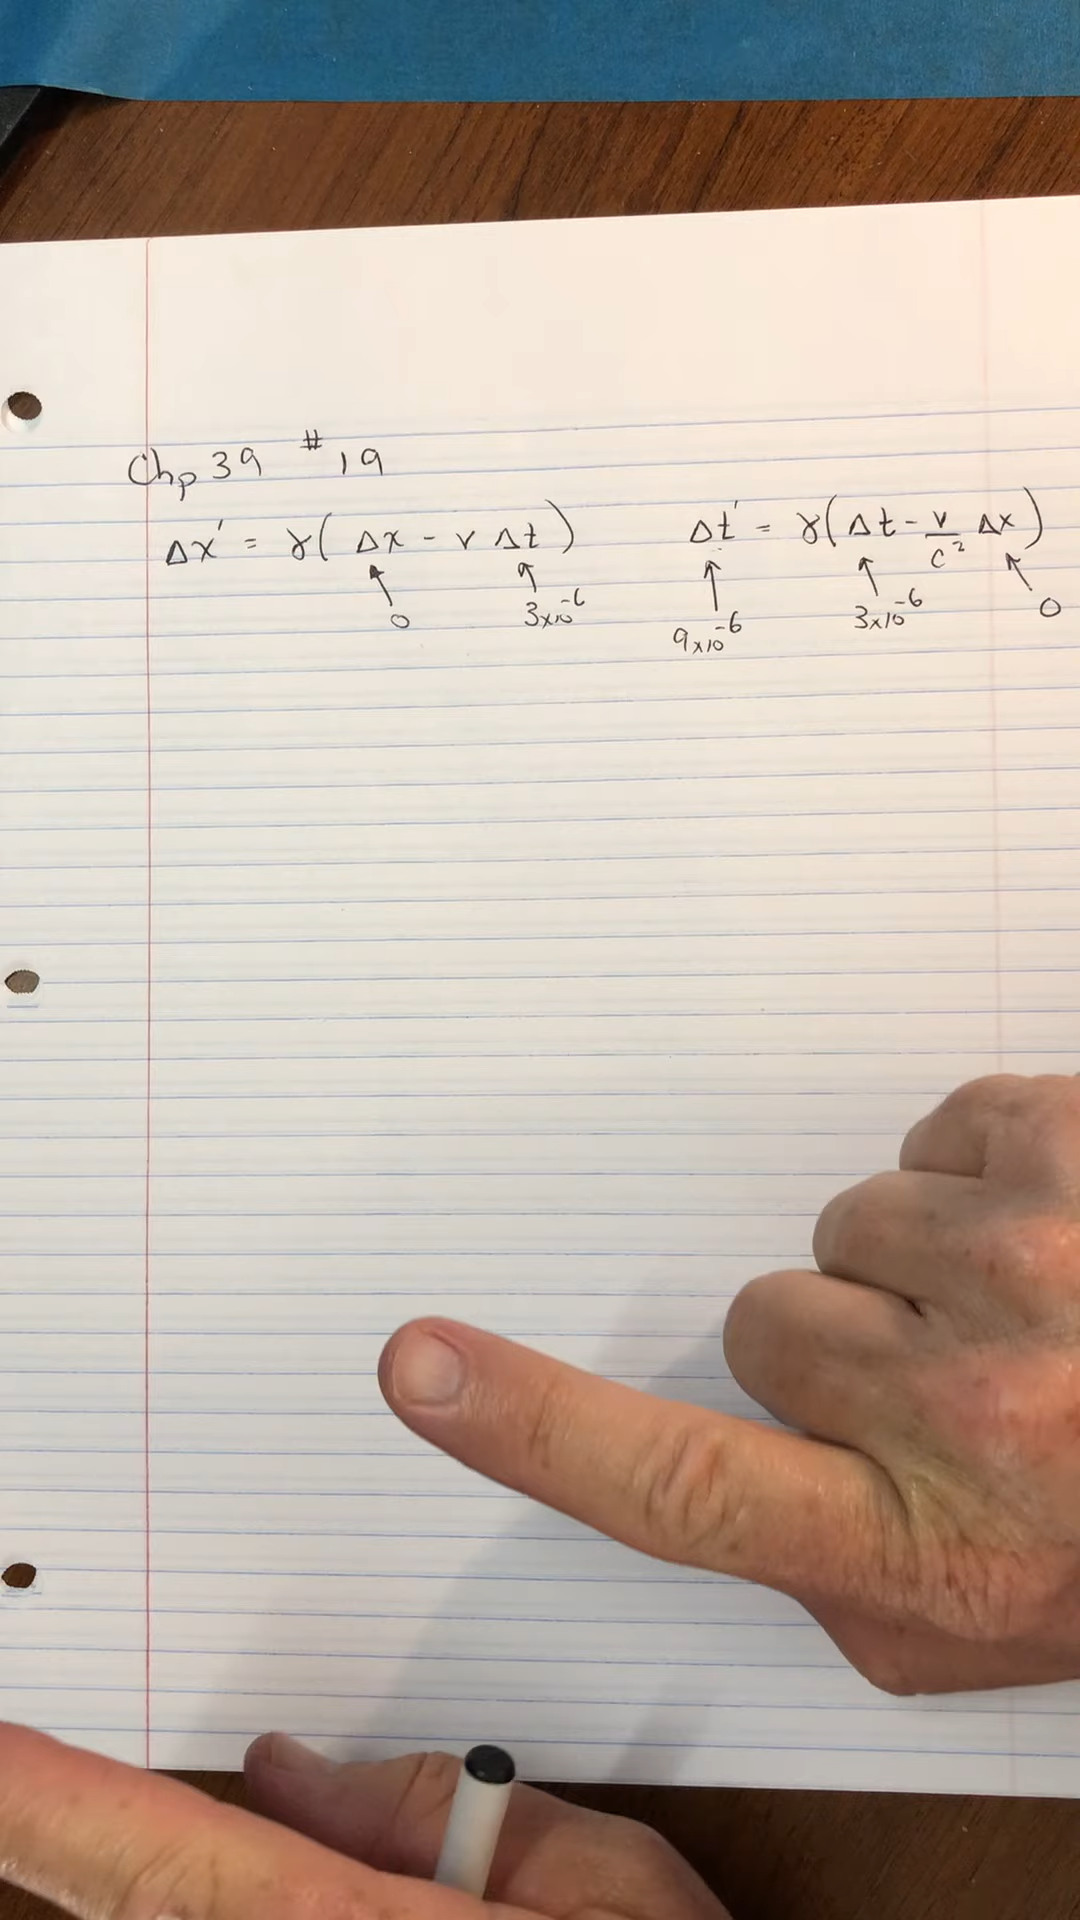 Chp 39 #19
Δx' = γ(Δx - v Δt) Δt' = γ(Δt - v/c² Δx)
↑ 0 ↑ 3x10⁻⁶ ↑ 9x10⁻⁶ ↑ 3x10⁻⁶ ↑ 0